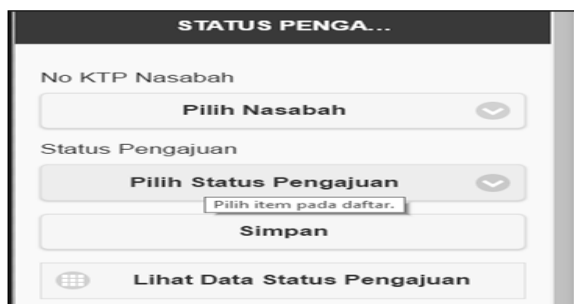 STATUS PENGA...
No KTP Nasabah
Pilih Nasabah
Status Pengajuan
Pilih Status Pengajuan
Pilih item pada daftar.
Simpan
Lihat Data Status Pengajuan